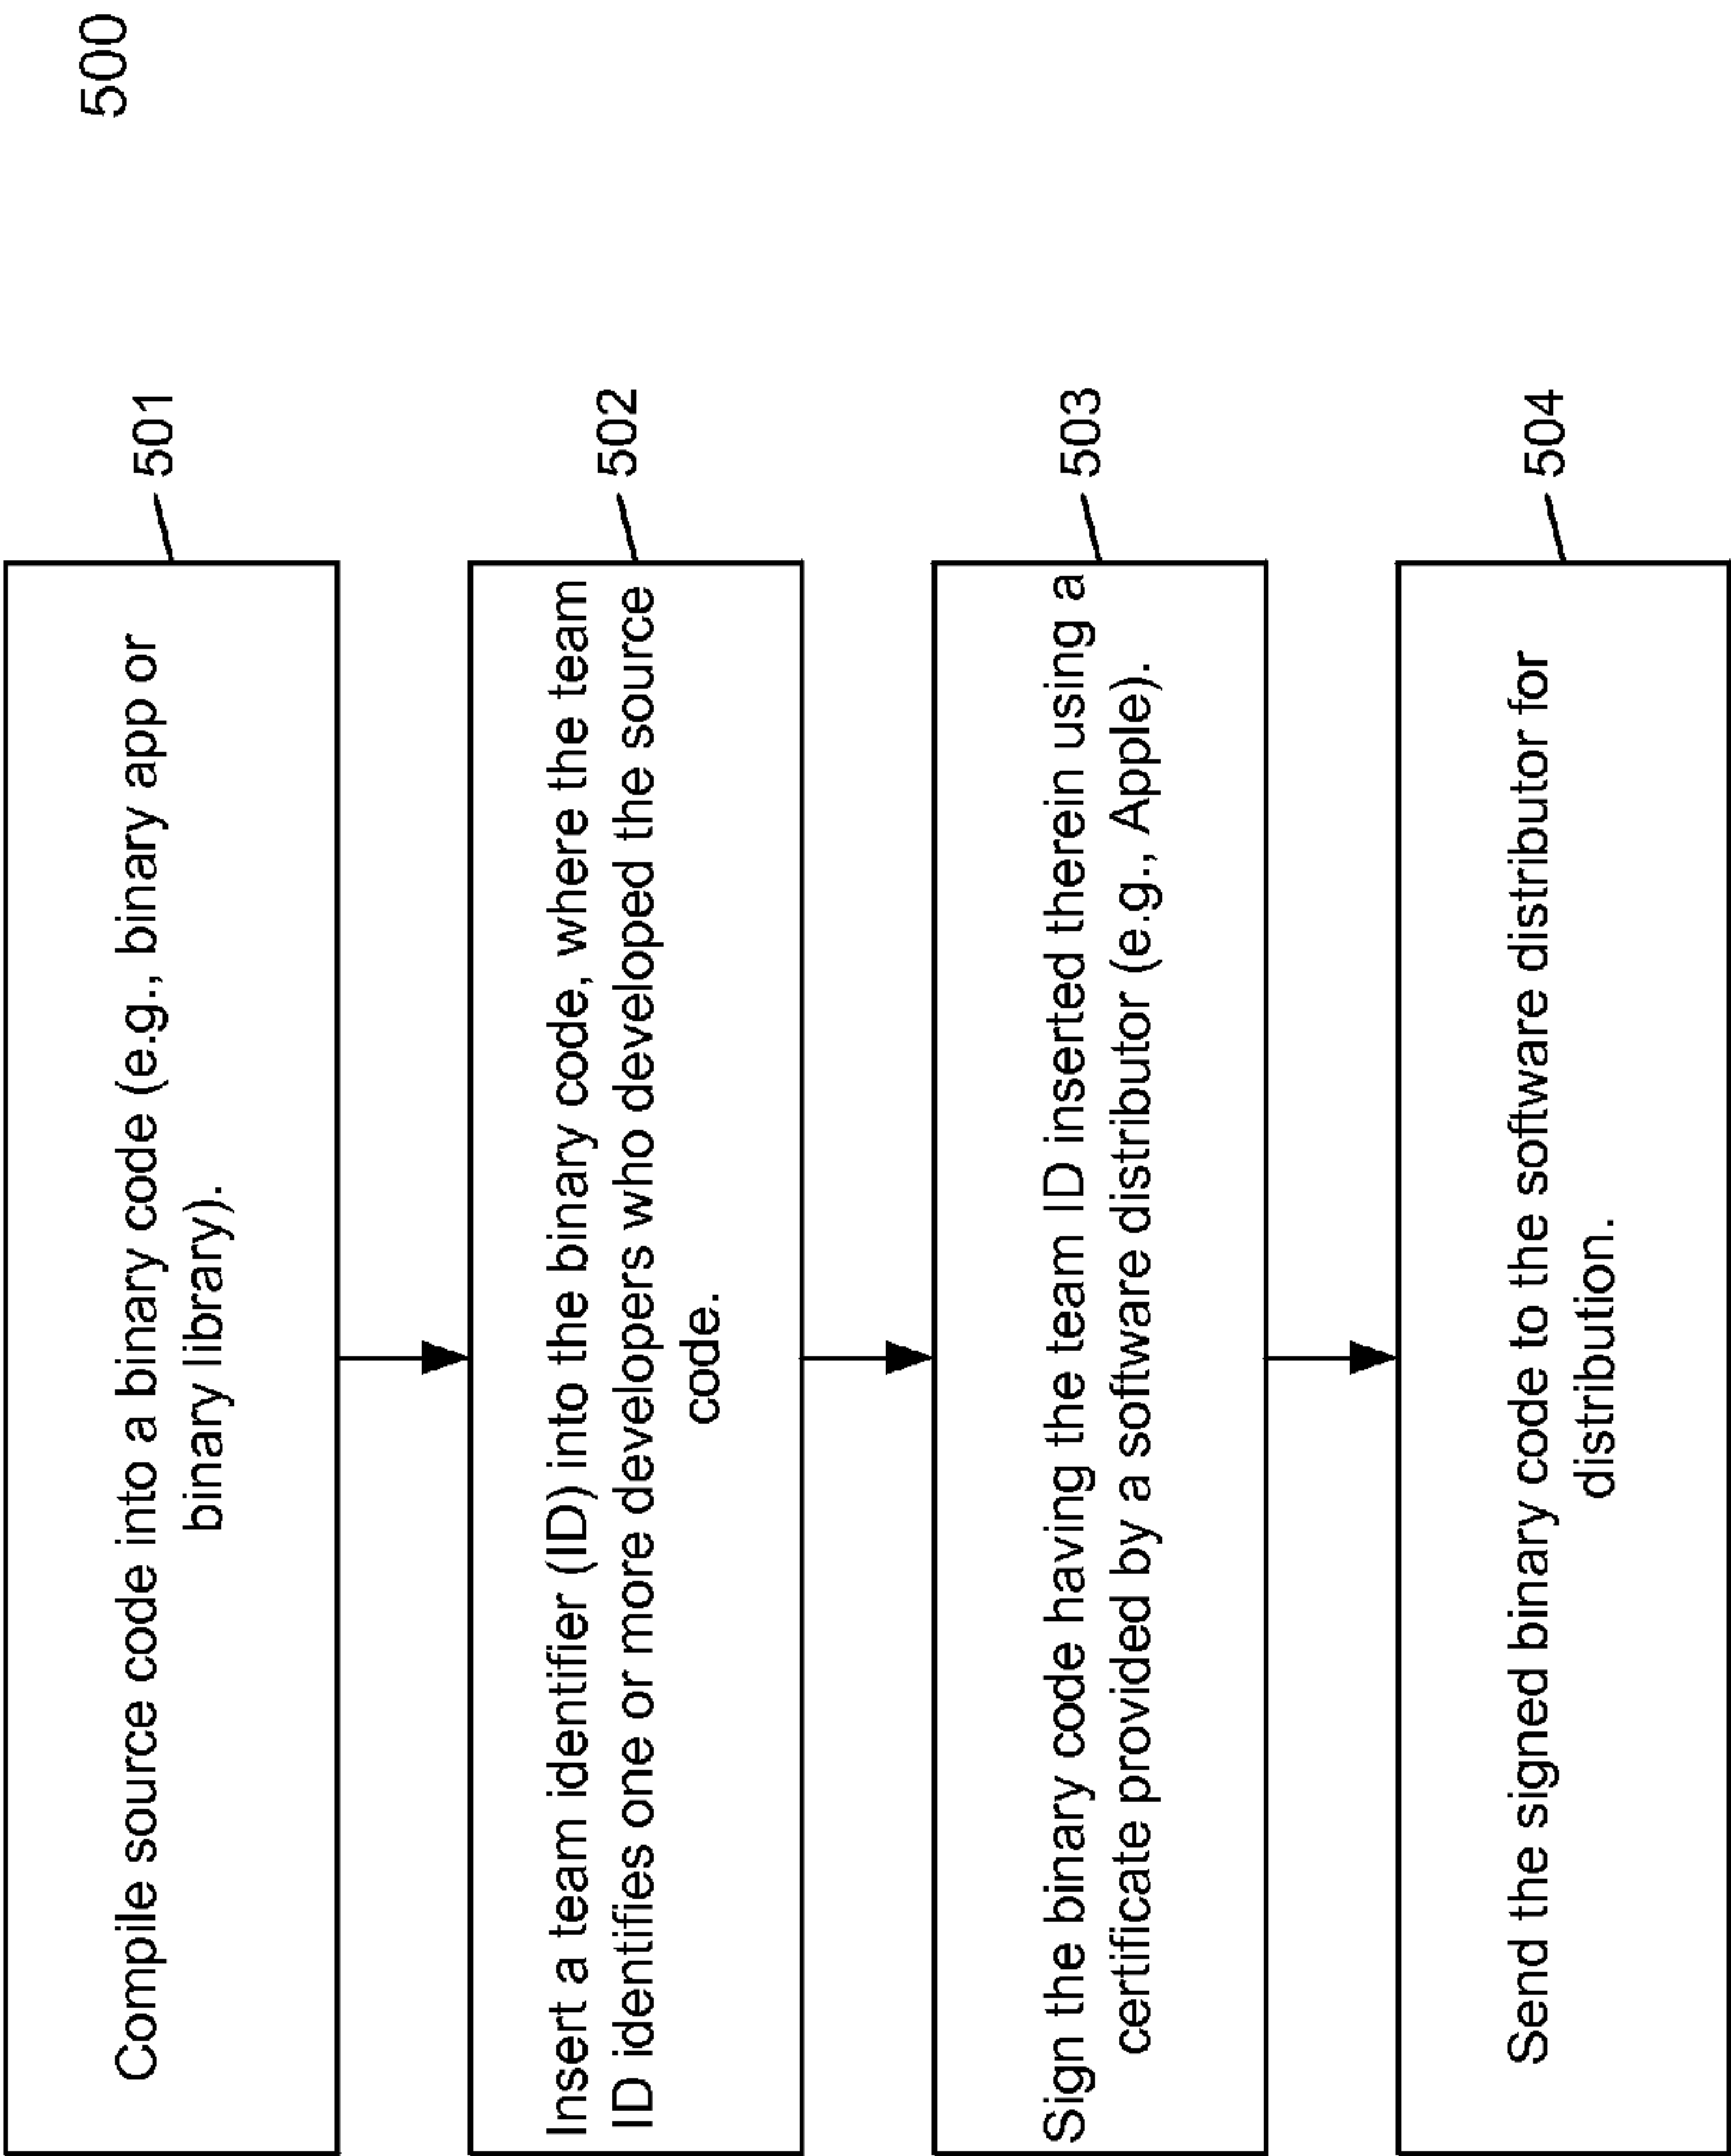 500
Compile source code into a binary code (e.g., binary app or
binary library).
501
Insert a team identifier (ID) into the binary code, where the team
ID identifies one or more developers who developed the source
code.
502
Sign the binary code having the team ID inserted therein using a
certificate provided by a software distributor (e.g., Apple).
503
Send the signed binary code to the software distributor for
distribution.
504